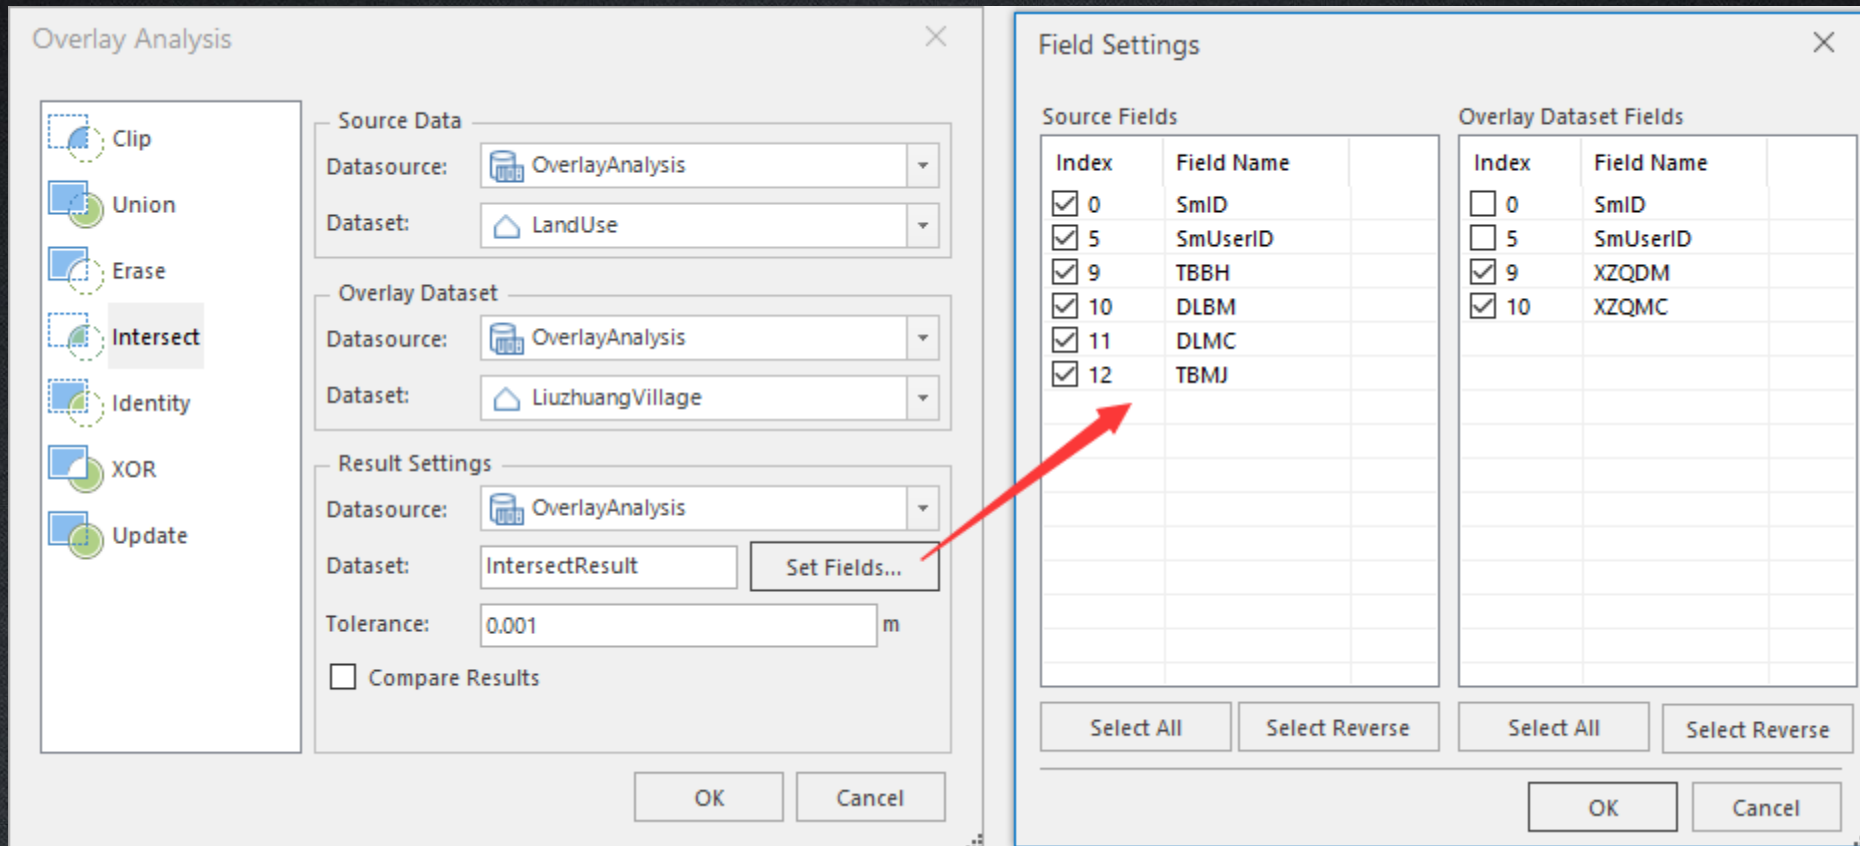 Overlay Analysis
Clip
Union
Erase
Intersect
Identity
XOR
Update
Source Data
Datasource: OverlayAnalysis
Dataset: LandUse
Overlay Dataset
Datasource: OverlayAnalysis
Dataset: LiuzhuangVillage
Result Settings
Datasource: OverlayAnalysis
Dataset: IntersectResult Set Fields...
Tolerance: 0.001 m
Compare Results
OK Cancel
Field Settings
Source Fields
Index Field Name
0 SmID
5 SmUserID
9 TBBH
10 DLBM
11 DLMC
12 TBMJ
Select All Select Reverse
Overlay Dataset Fields
Index Field Name
0 SmID
5 SmUserID
9 XZQDM
10 XZQMC
Select All Select Reverse
OK Cancel